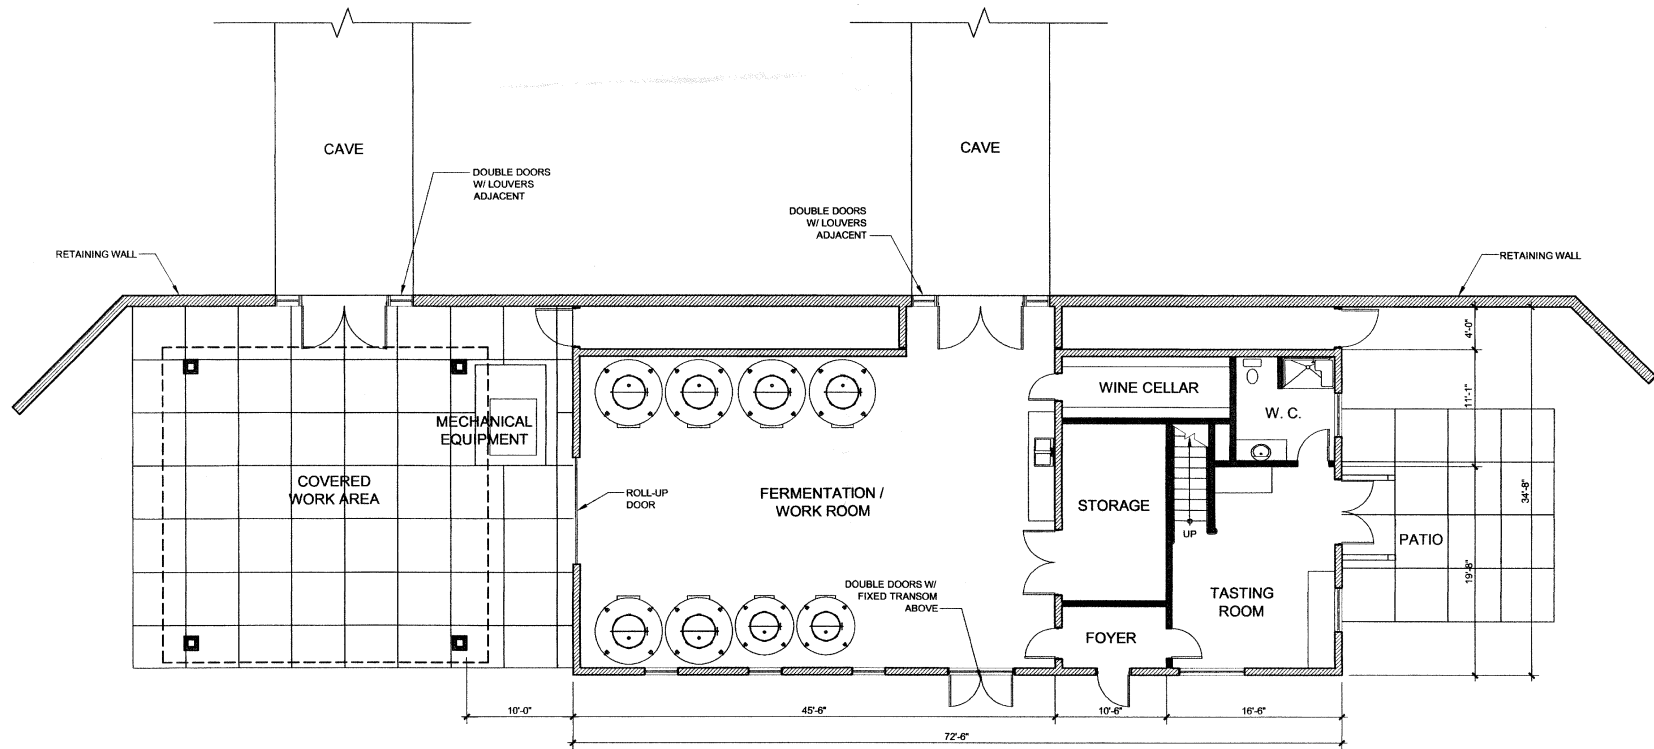 CAVE
CAVE
DOUBLE DOORS
W/ LOUVERS
ADJACENT
DOUBLE DOORS
W/ LOUVERS
ADJACENT
RETAINING WALL
RETAINING WALL
4'-0"
11'-1"
34'-8"
19'-8"
WINE CELLAR
W. C.
MECHANICAL
EQUIPMENT
COVERED
WORK AREA
ROLL-UP
DOOR
FERMENTATION /
WORK ROOM
STORAGE
UP
PATIO
DOUBLE DOORS W/
FIXED TRANSOM
ABOVE
TASTING
ROOM
FOYER
10'-0"
45'-6"
10'-6"
16'-6"
72'-6"